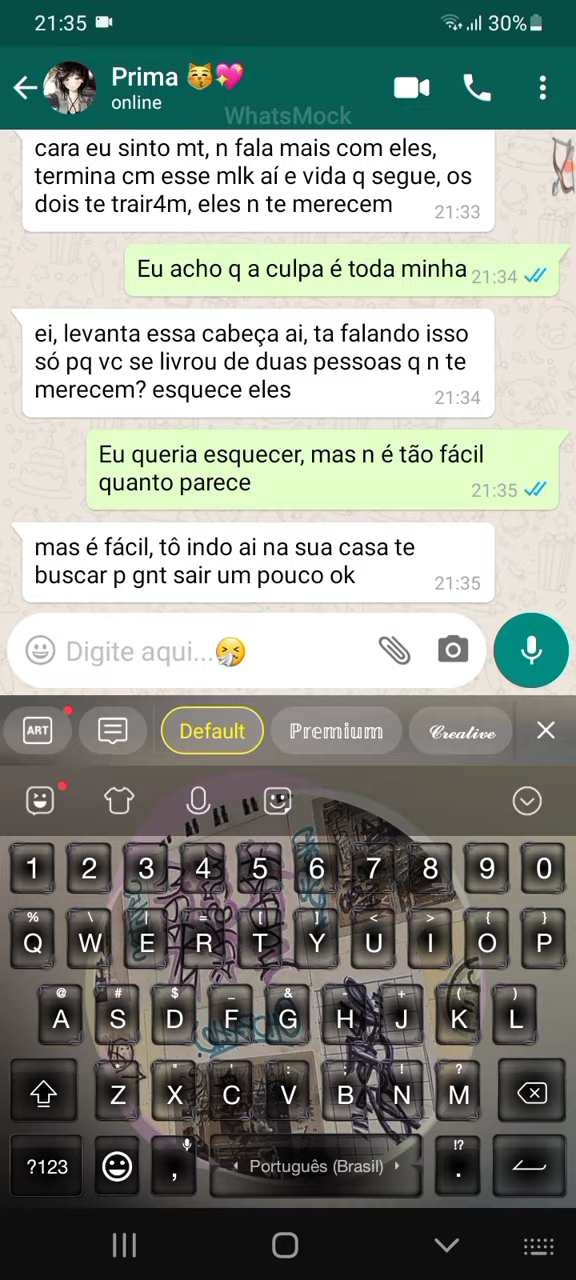 21:35 30%
Prima
online
WhatsMock
cara eu sinto mt, n fala mais com eles,
termina cm esse mlk aí e vida q segue, os
dois te trair4m, eles n te merecem 21:33
Eu acho q a culpa é toda minha 21:34
ei, levanta essa cabeça ai, ta falando isso
só pq vc se livrou de duas pessoas q n te
merecem? esquece eles 21:34
Eu queria esquecer, mas n é tão fácil
quanto parece 21:35
mas é fácil, tô indo ai na sua casa te
buscar p gnt sair um pouco ok 21:35
Digite aqui...
ART Default Premium Creative
1 2 3 4 5 6 7 8 9 0
% \ | = [ ] < > { }
Q W E R T Y U I O P
@ # $ _ & - + ( )
A S D F G H J K L
* " ' : ; ! ?
Z X C V B N M
!?
?123 , Português (Brasil) .